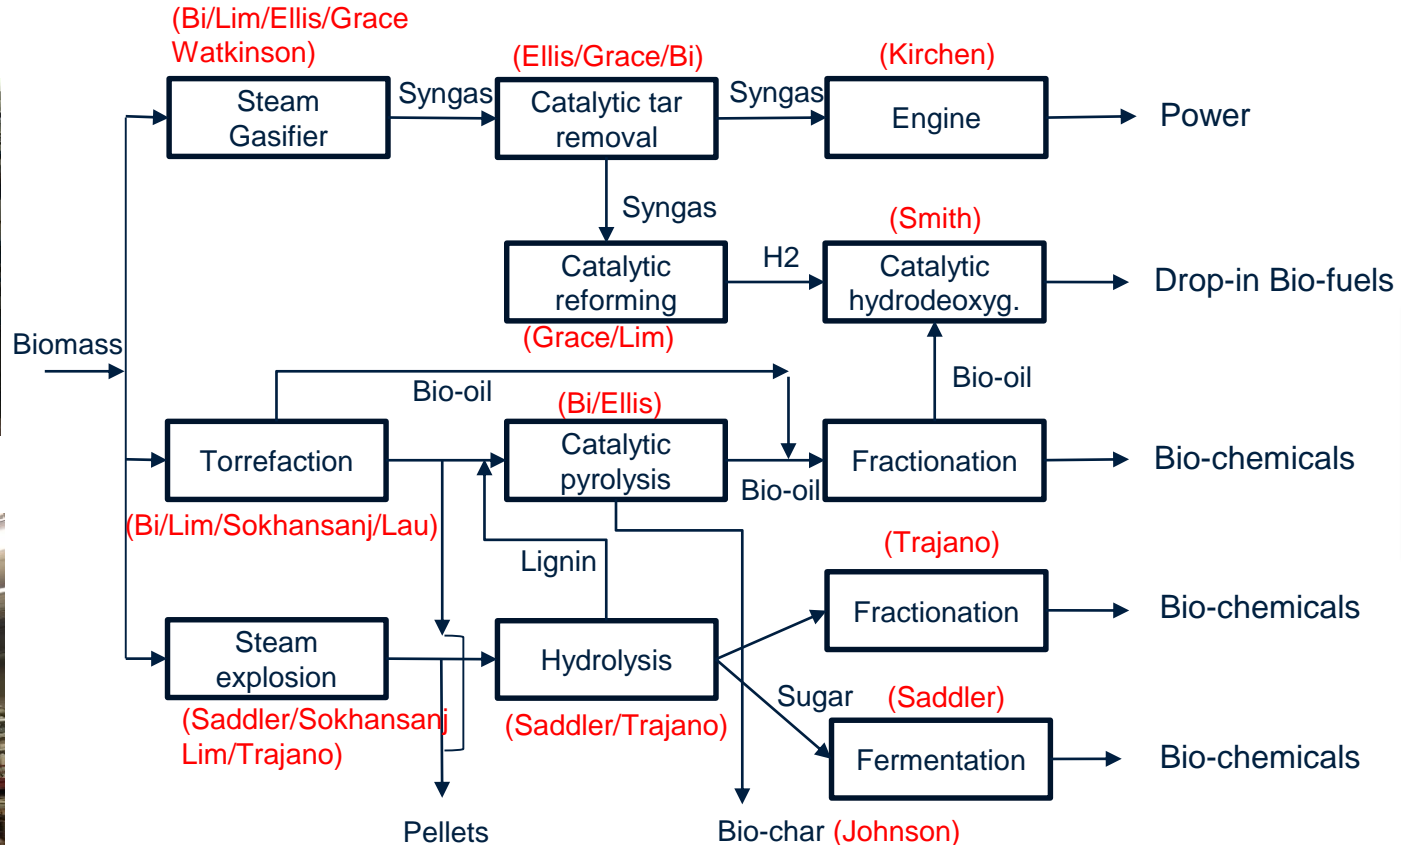 (Bi/Lim/Ellis/Grace
Watkinson)
(Ellis/Grace/Bi)
(Kirchen)
Steam
Gasifier
Syngas
Catalytic tar
removal
Syngas
Engine
Power
Syngas
(Smith)
Catalytic
reforming
H2
Catalytic
hydrodeoxyg.
Drop-in Bio-fuels
(Grace/Lim)
Biomass
Bio-oil
Bio-oil
(Bi/Ellis)
Torrefaction
Catalytic
pyrolysis
Bio-oil
Fractionation
Bio-chemicals
(Bi/Lim/Sokhansanj/Lau)
Lignin
(Trajano)
Fractionation
Bio-chemicals
Steam
explosion
Hydrolysis
(Saddler/Sokhansanj
Lim/Trajano)
(Saddler/Trajano)
Sugar
(Saddler)
Fermentation
Bio-chemicals
Pellets
Bio-char (Johnson)